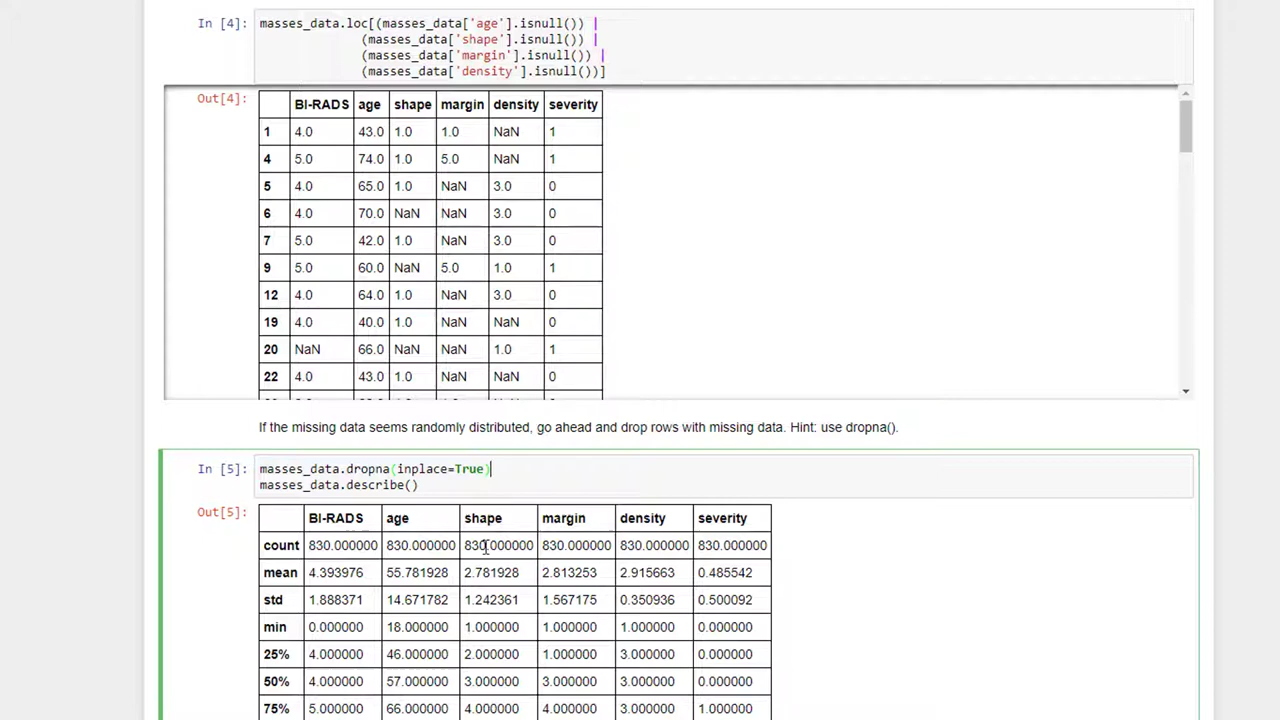 In [4]: masses_data.loc[(masses_data['age'].isnull()) |
(masses_data['shape'].isnull()) |
(masses_data['margin'].isnull()) |
(masses_data['density'].isnull())]
Out[4]:
BI-RADS age shape margin density severity
1 4.0 43.0 1.0 1.0 NaN 1
4 5.0 74.0 1.0 5.0 NaN 1
5 4.0 65.0 1.0 NaN 3.0 0
6 4.0 70.0 NaN NaN 3.0 0
7 5.0 42.0 1.0 NaN 3.0 0
9 5.0 60.0 NaN 5.0 1.0 1
12 4.0 64.0 1.0 NaN 3.0 0
19 4.0 40.0 1.0 NaN NaN 0
20 NaN 66.0 NaN NaN 1.0 1
22 4.0 43.0 1.0 NaN NaN 0
If the missing data seems randomly distributed, go ahead and drop rows with missing data. Hint: use dropna().
In [5]: masses_data.dropna(inplace=True)
masses_data.describe()
Out[5]:
BI-RADS age shape margin density severity
count 830.000000 830.000000 830.000000 830.000000 830.000000 830.000000
mean 4.393976 55.781928 2.781928 2.813253 2.915663 0.485542
std 1.888371 14.671782 1.242361 1.567175 0.350936 0.500092
min 0.000000 18.000000 1.000000 1.000000 1.000000 0.000000
25% 4.000000 46.000000 2.000000 1.000000 3.000000 0.000000
50% 4.000000 57.000000 3.000000 3.000000 3.000000 0.000000
75% 5.000000 66.000000 4.000000 4.000000 3.000000 1.000000